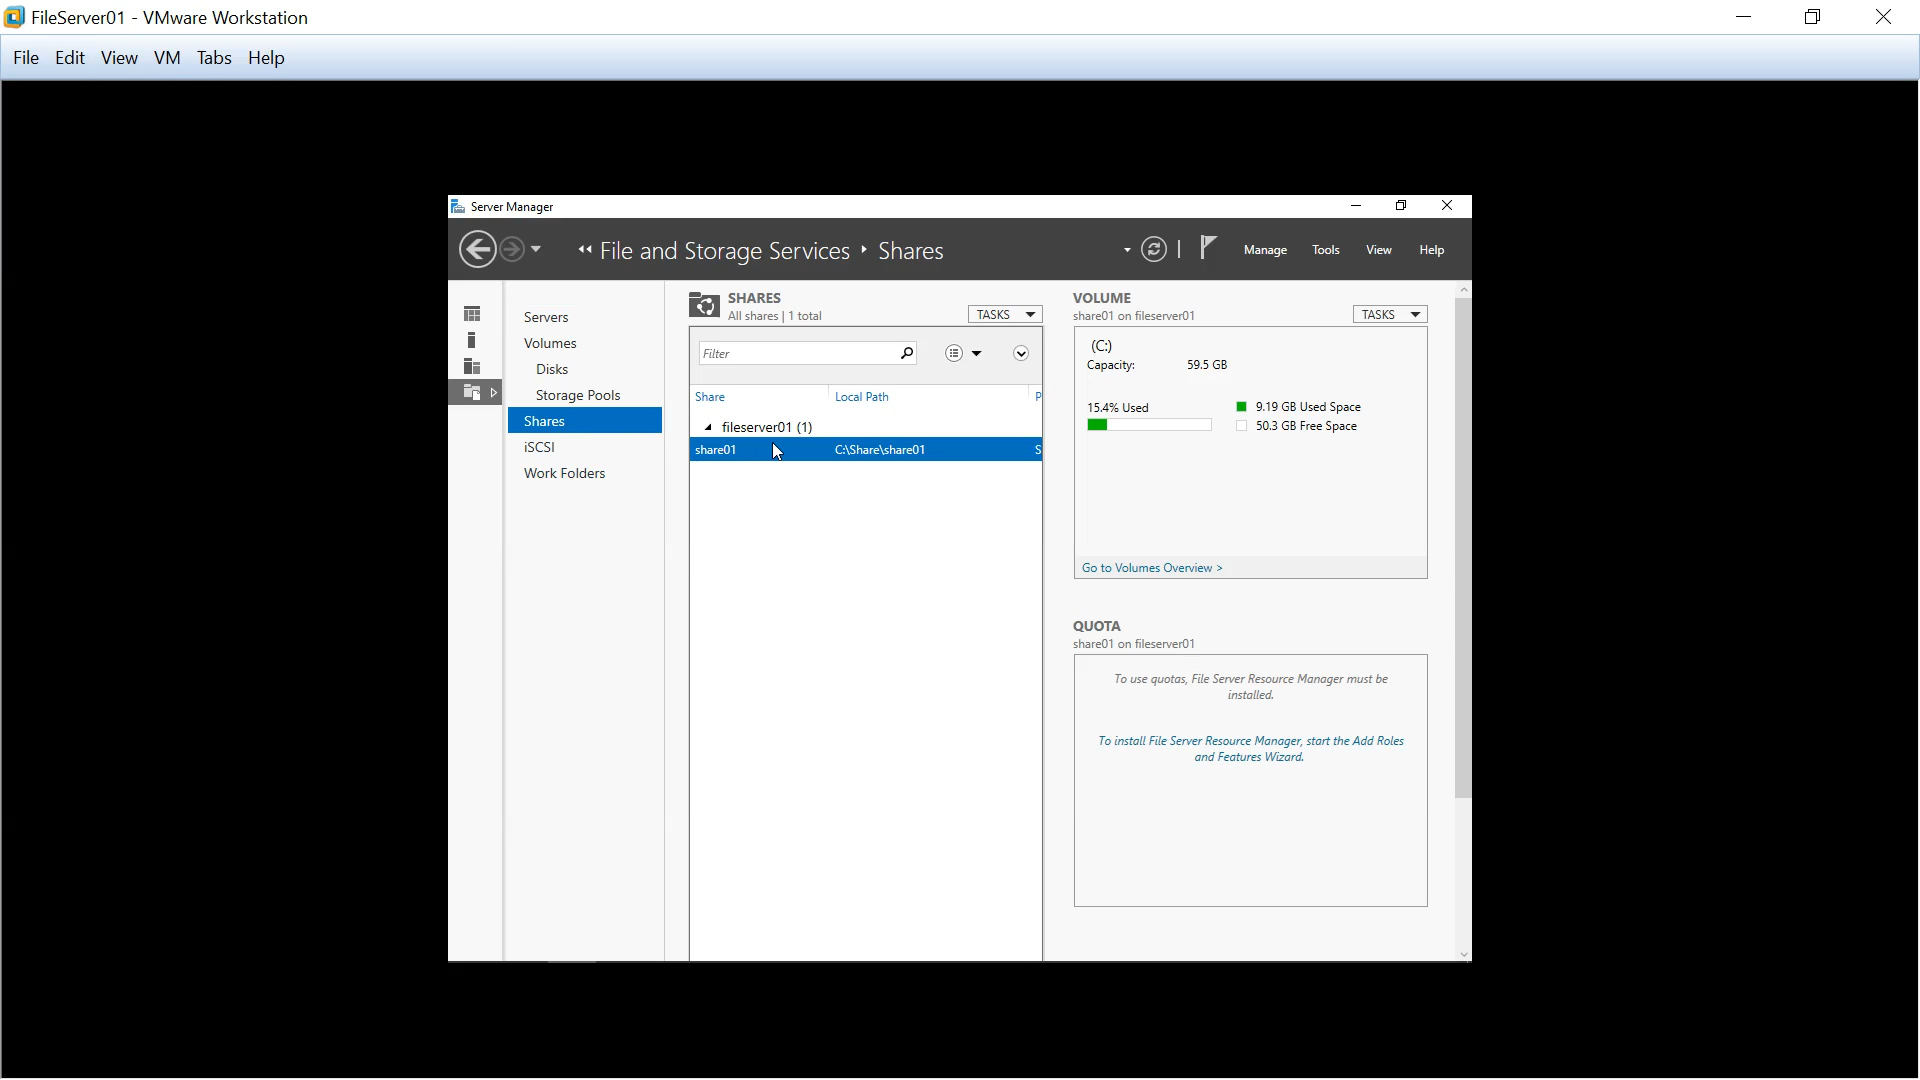 FileServer01 - VMware Workstation
File Edit View VM Tabs Help
Server Manager
File and Storage Services Shares
Manage Tools View Help
Servers
Volumes
Disks
Storage Pools
Shares
iSCSI
Work Folders
SHARES
All shares | 1 total
TASKS
Filter
Share Local Path P
fileserver01 (1)
share01 C:\Share\share01 S
VOLUME
share01 on fileserver01
TASKS
(C:)
Capacity: 59.5 GB
15.4% Used
9.19 GB Used Space
50.3 GB Free Space
Go to Volumes Overview >
QUOTA
share01 on fileserver01
To use quotas, File Server Resource Manager must be
installed.
To install File Server Resource Manager, start the Add Roles
and Features Wizard.